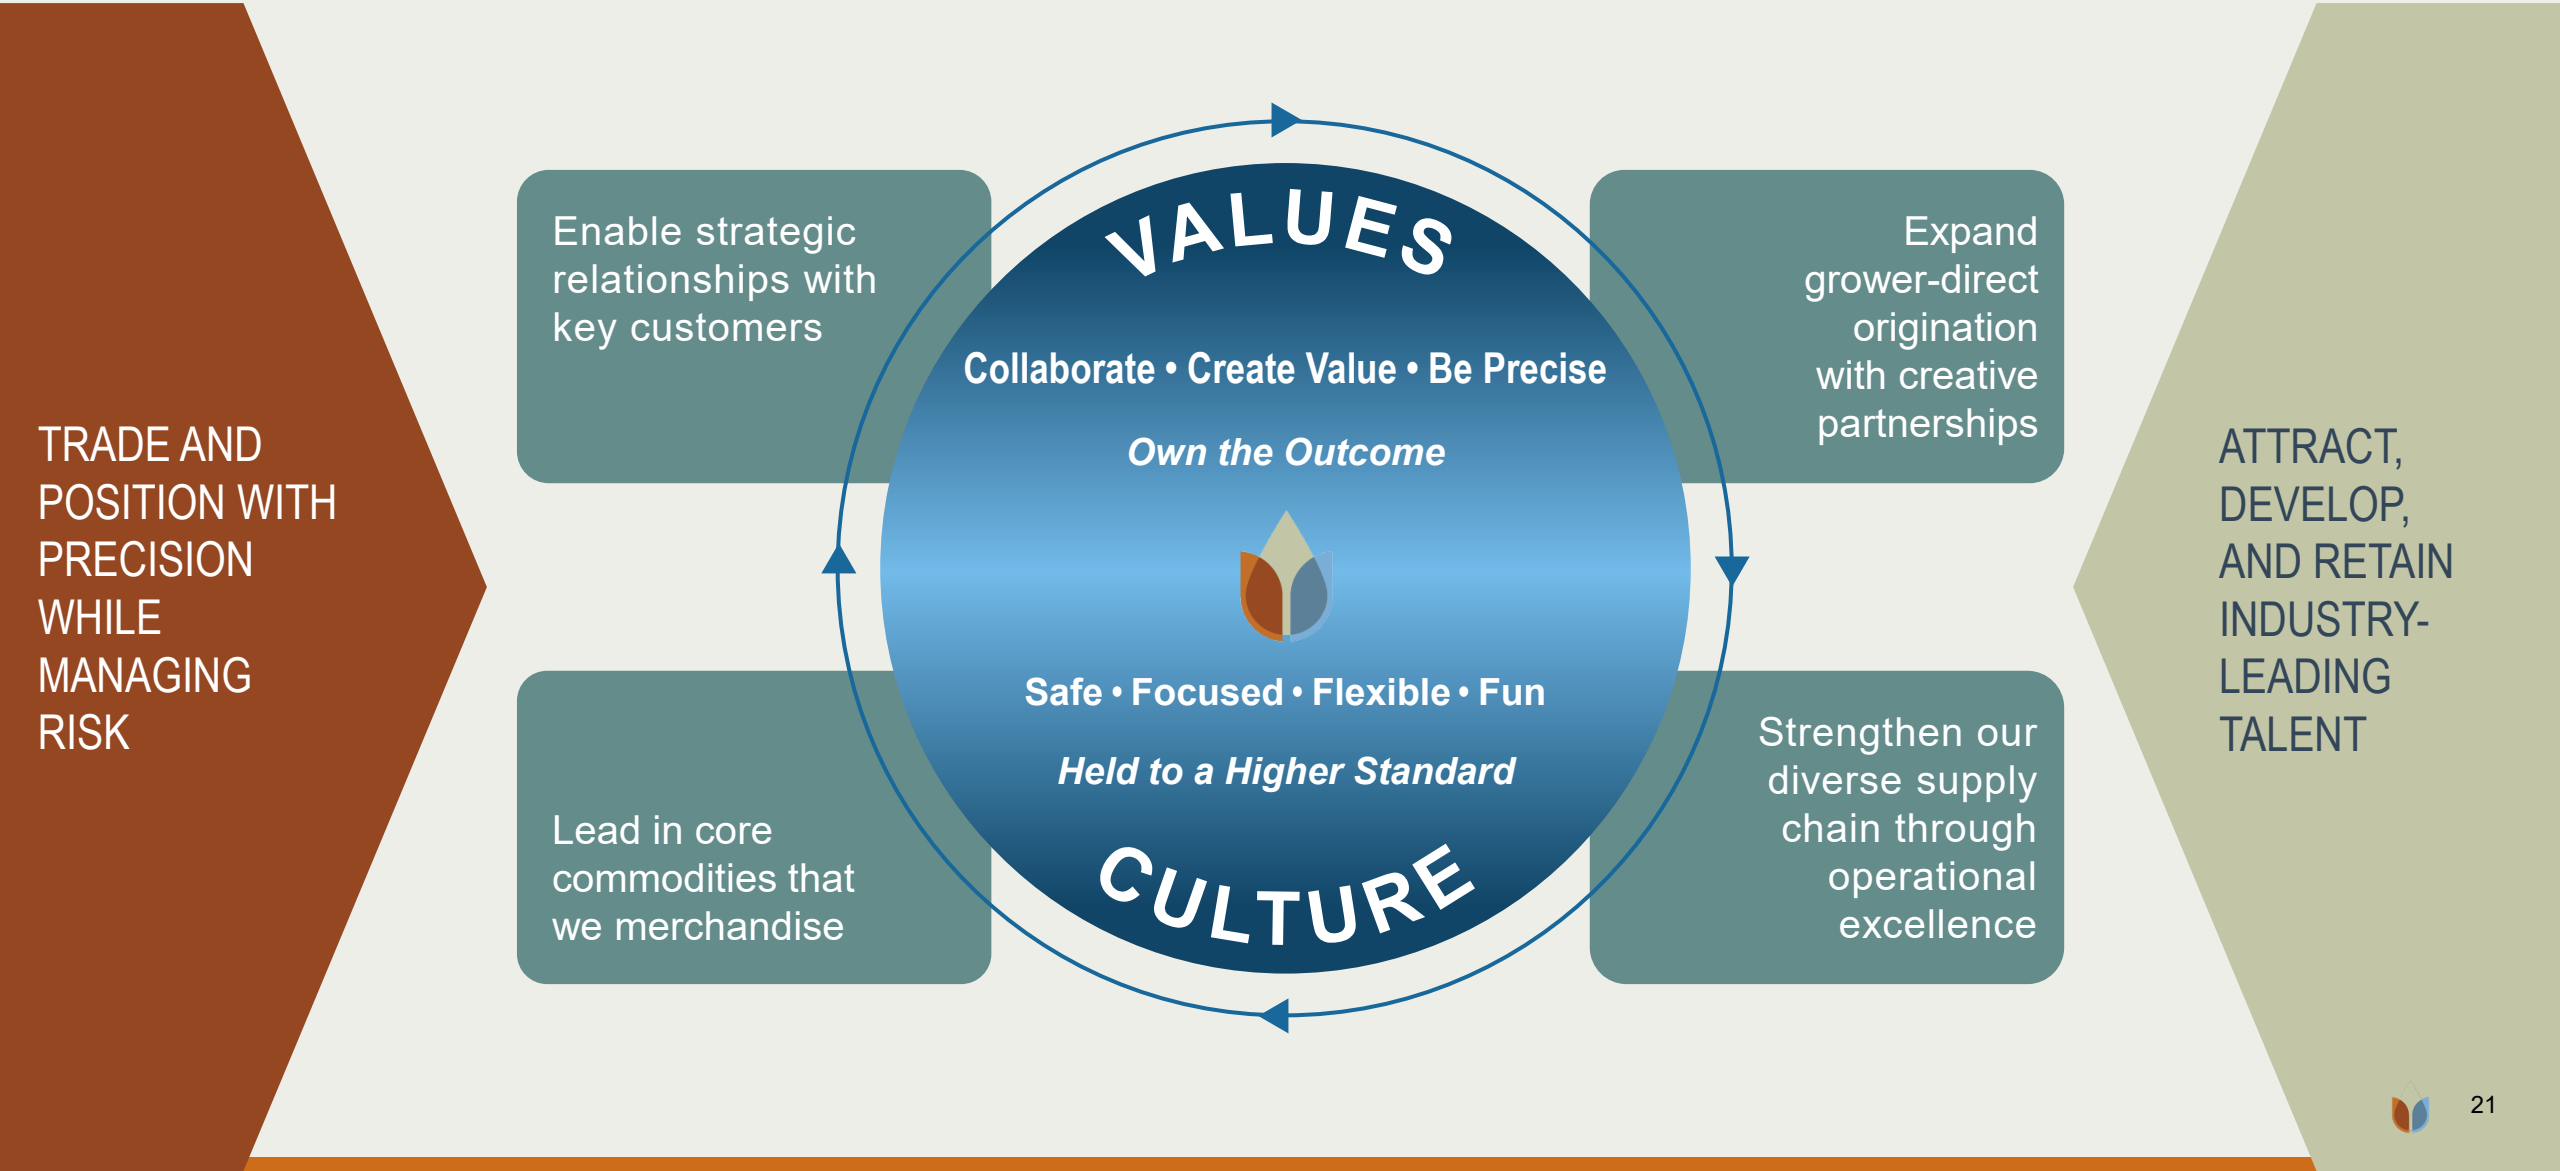 TRADE AND
POSITION WITH
PRECISION
WHILE
MANAGING
RISK
Enable strategic
relationships with
key customers
Lead in core
commodities that
we merchandise
VALUES
Collaborate • Create Value • Be Precise
Own the Outcome
Safe • Focused • Flexible • Fun
Held to a Higher Standard
CULTURE
Expand
grower-direct
origination
with creative
partnerships
Strengthen our
diverse supply
chain through
operational
excellence
ATTRACT,
DEVELOP,
AND RETAIN
INDUSTRY-
LEADING
TALENT
21